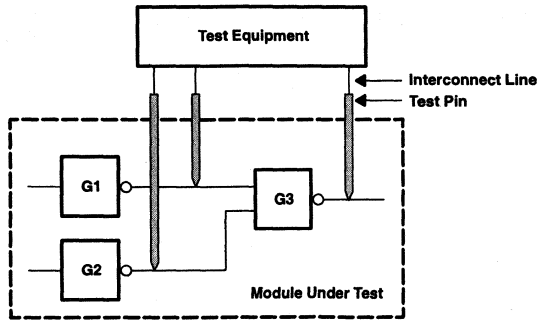 Test Equipment
Interconnect Line
Test Pin
G1
G3
G2
Module Under Test